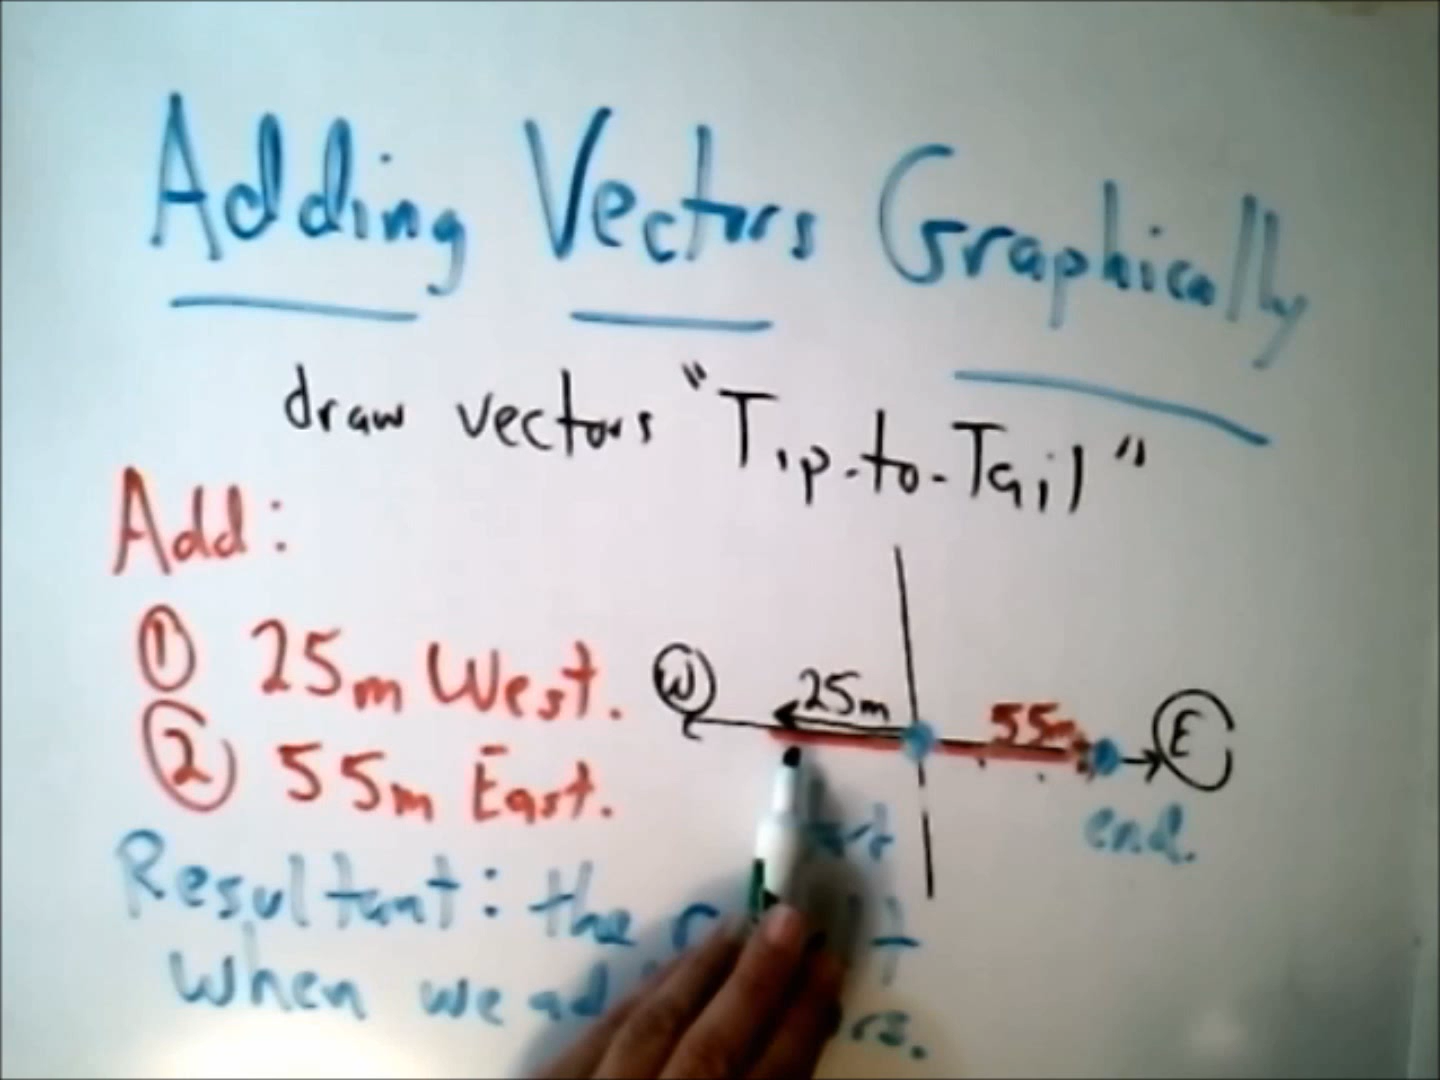 Adding Vectors Graphically
draw vectors "Tip-to-Tail"
Add:
① 25m West.
② 55m East.
W 25m 55m E
end.
Resultant: the
when we